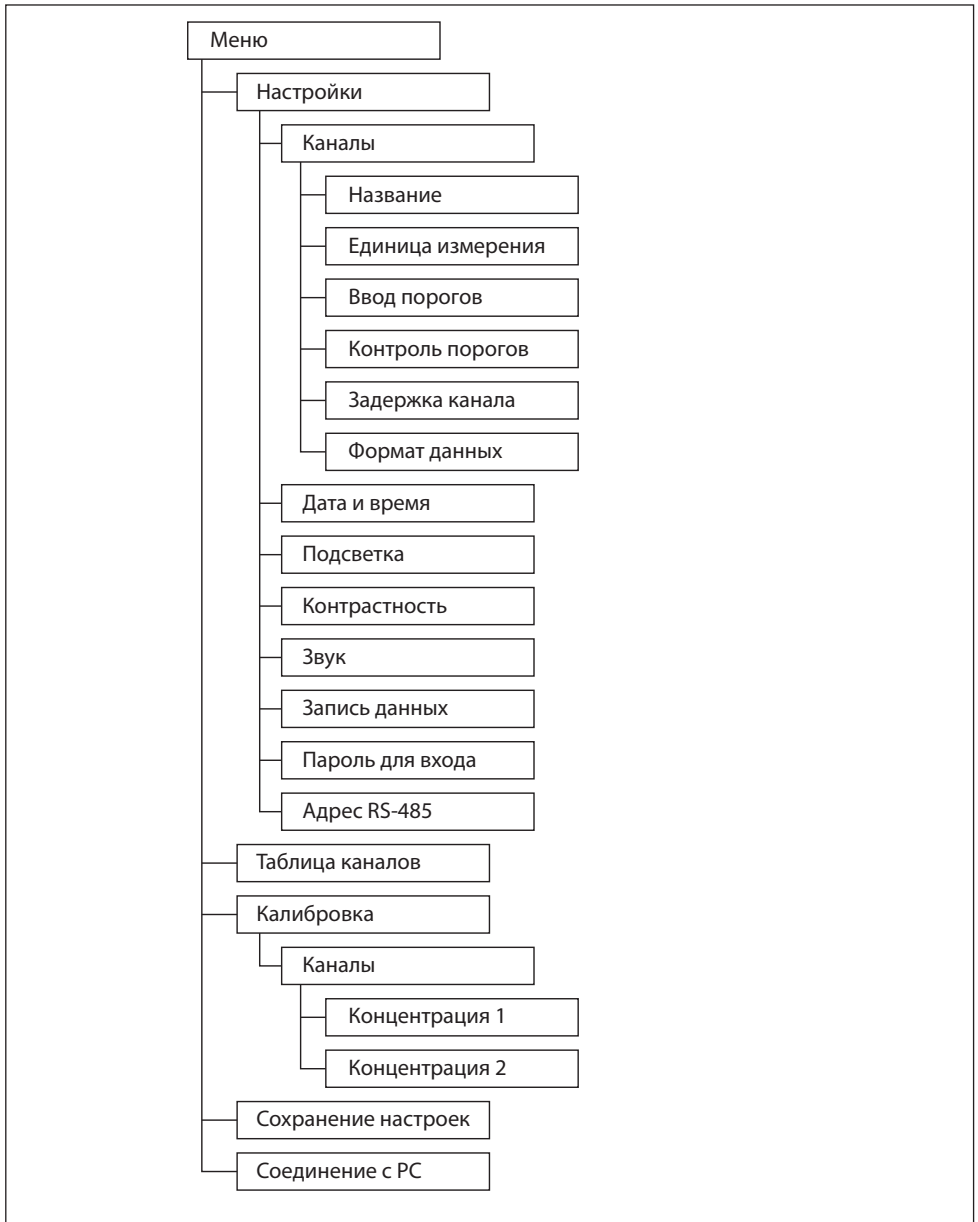 Меню
Настройки
Каналы
Название
Единица измерения
Ввод порогов
Контроль порогов
Задержка канала
Формат данных
Дата и время
Подсветка
Контрастность
Звук
Запись данных
Пароль для входа
Адрес RS-485
Таблица каналов
Калибровка
Каналы
Концентрация 1
Концентрация 2
Сохранение настроек
Соединение с PC